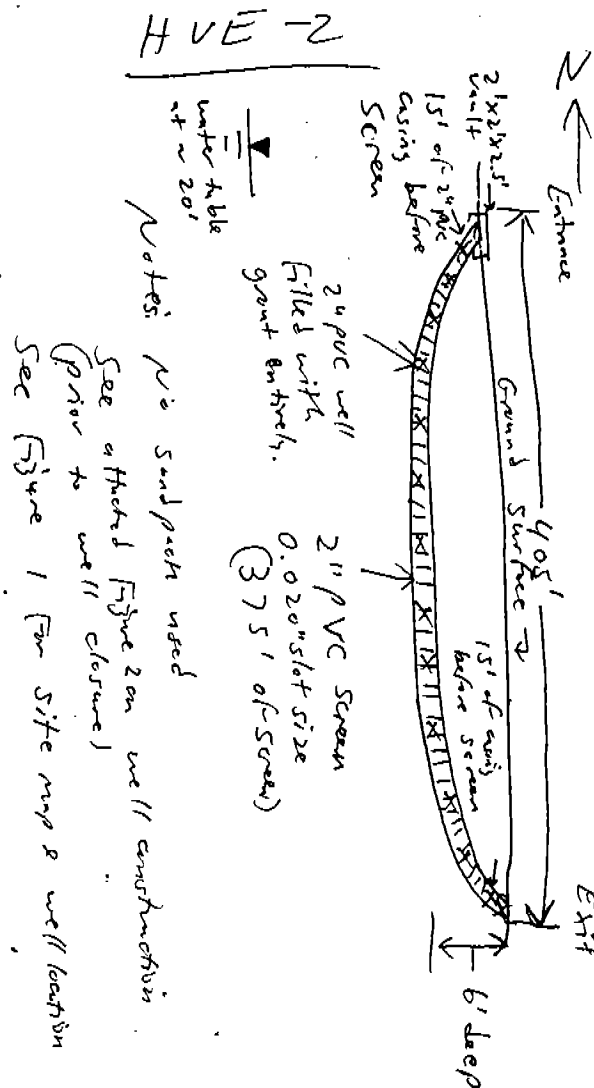 HVE-2
N
Entrance
2'x2'x2.5'
vault
15' of 2" PVC
casing before
screen
405'
Ground surface →
15' of casing
before screen
Exit
6' deep
water table
at ~ 20'
2" PVC well
filled with
grout entirely.
2" PVC screen
0.020" slot size
(375' of screen)
Notes: No sandpack used
See attached Figure 2 on well construction
(prior to well closure)
See Figure 1 for site map & well location